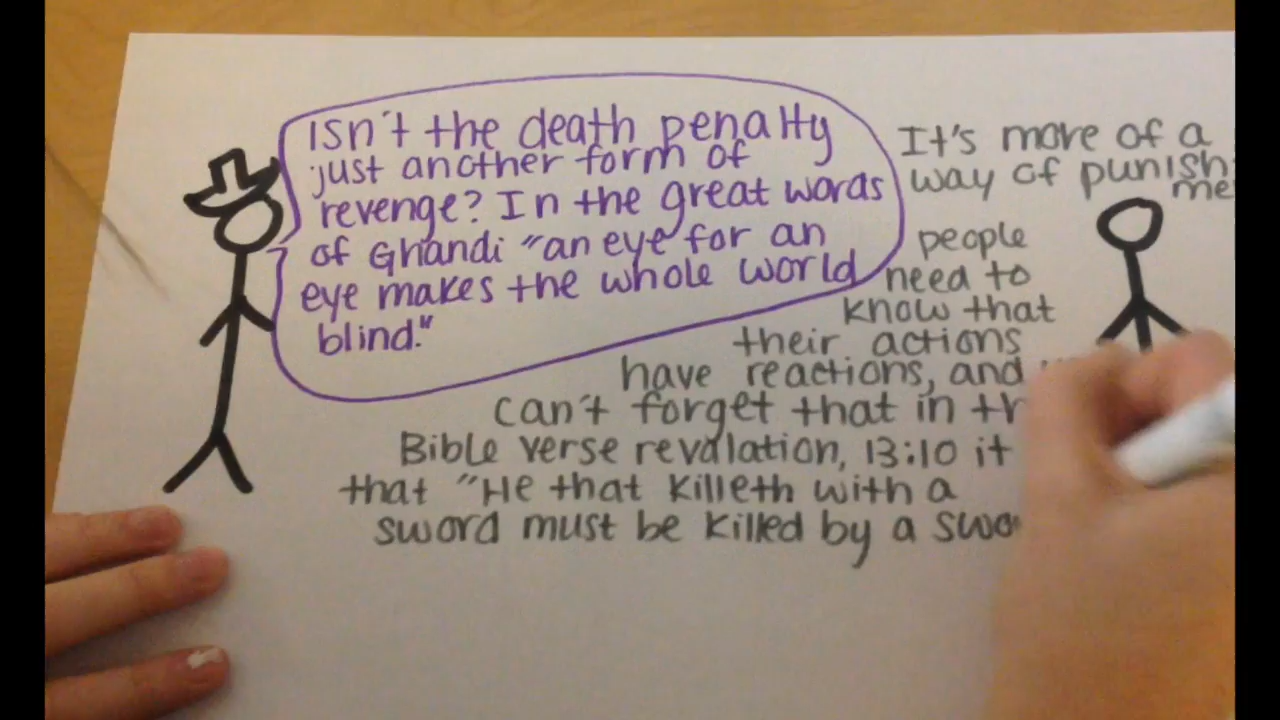 Isn't the death penalty
just another form of
revenge? In the great words
of Ghandi "an eye for an
eye makes the whole world
blind."
It's more of a
way of punish
me
people
need to
know that
their actions
have reactions, and
can't forget that in
Bible verse revalation, 13:10 it
that "He that killeth with a
sword must be killed by a swo